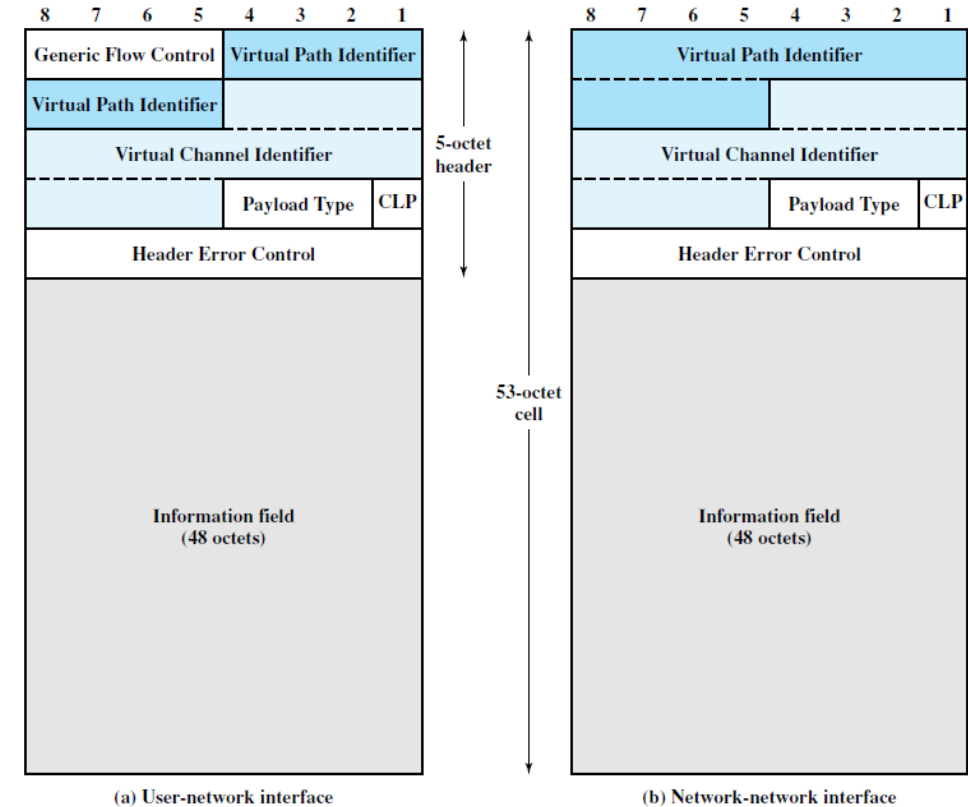 8 7 6 5 4 3 2 1
Generic Flow Control Virtual Path Identifier
Virtual Path Identifier
Virtual Channel Identifier
Payload Type CLP
Header Error Control
Information field
(48 octets)
(a) User-network interface
5-octet
header
53-octet
cell
8 7 6 5 4 3 2 1
Virtual Path Identifier
Virtual Channel Identifier
Payload Type CLP
Header Error Control
Information field
(48 octets)
(b) Network-network interface